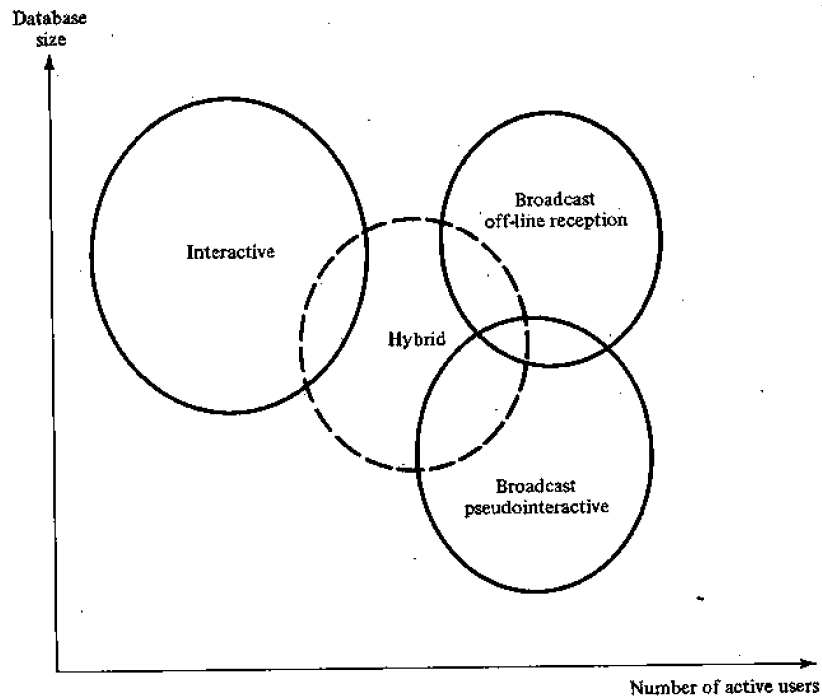 Database
size
Broadcast
off-line reception
Interactive
Hybrid
Broadcast
pseudointeractive
Number of active users